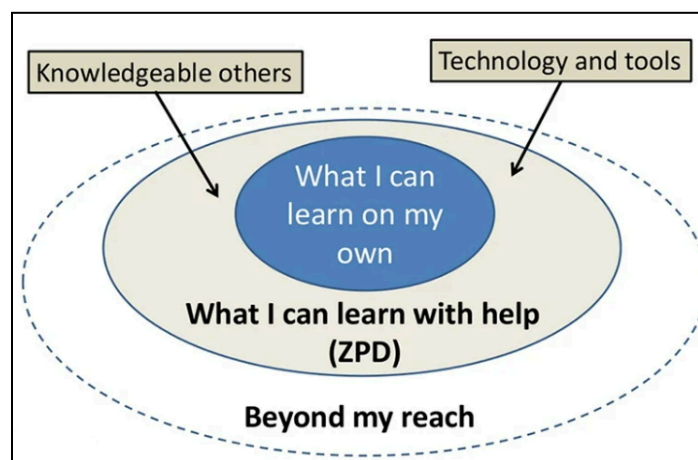 Knowledgeable others
Technology and tools
What I can
learn on my
own
What I can learn with help
(ZPD)
Beyond my reach